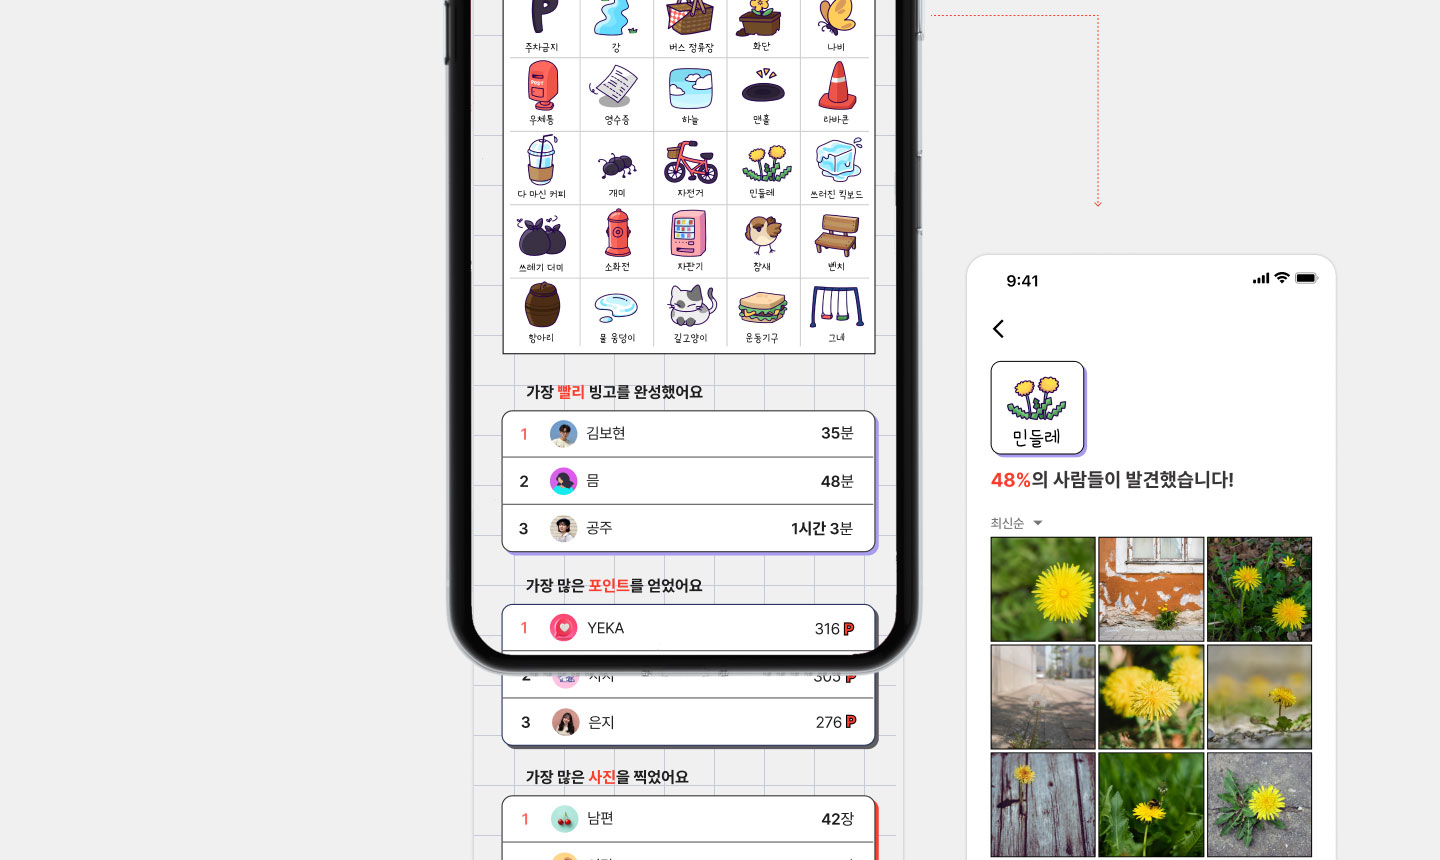 주차금지
강
버스 정류장
화단
나비
우체통
영수증
하늘
맨홀
라바콘
다 마신 커피
개미
자전거
민들레
쓰러진 킥보드
쓰레기 더미
소화전
자판기
참새
벤치
항아리
물 웅덩이
길고양이
운동기구
그네
가장 빨리 빙고를 완성했어요
1 김보현 35분
2 믐 48분
3 공주 1시간 3분
가장 많은 포인트를 얻었어요
1 YEKA 316 P
2 305 P
3 은지 276 P
가장 많은 사진을 찍었어요
1 남편 42장
9:41
민들레
48%의 사람들이 발견했습니다!
최신순